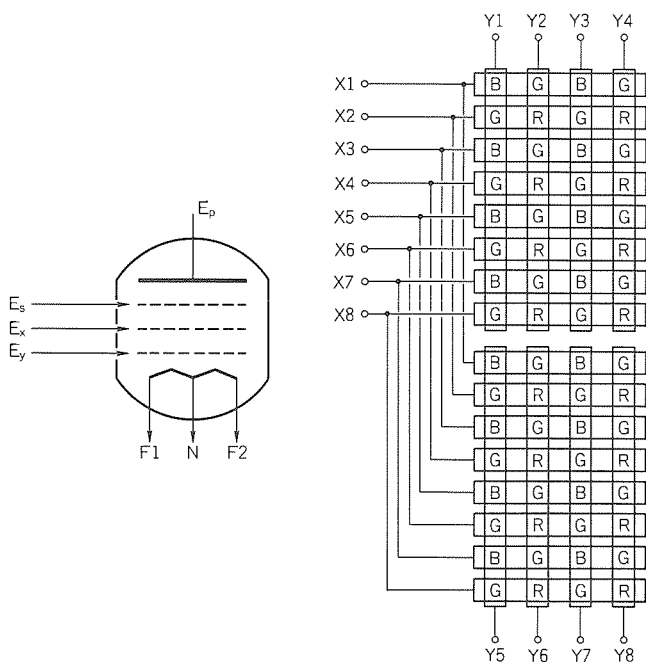 Y1 Y2 Y3 Y4
X1 B G B G
X2 G R G R
X3 B G B G
X4 G R G R
X5 B G B G
X6 G R G R
X7 B G B G
X8 G R G R
B G B G
G R G R
B G B G
G R G R
B G B G
G R G R
B G B G
G R G R
Y5 Y6 Y7 Y8
Ep
Es
Ex
Ey
F1 N F2